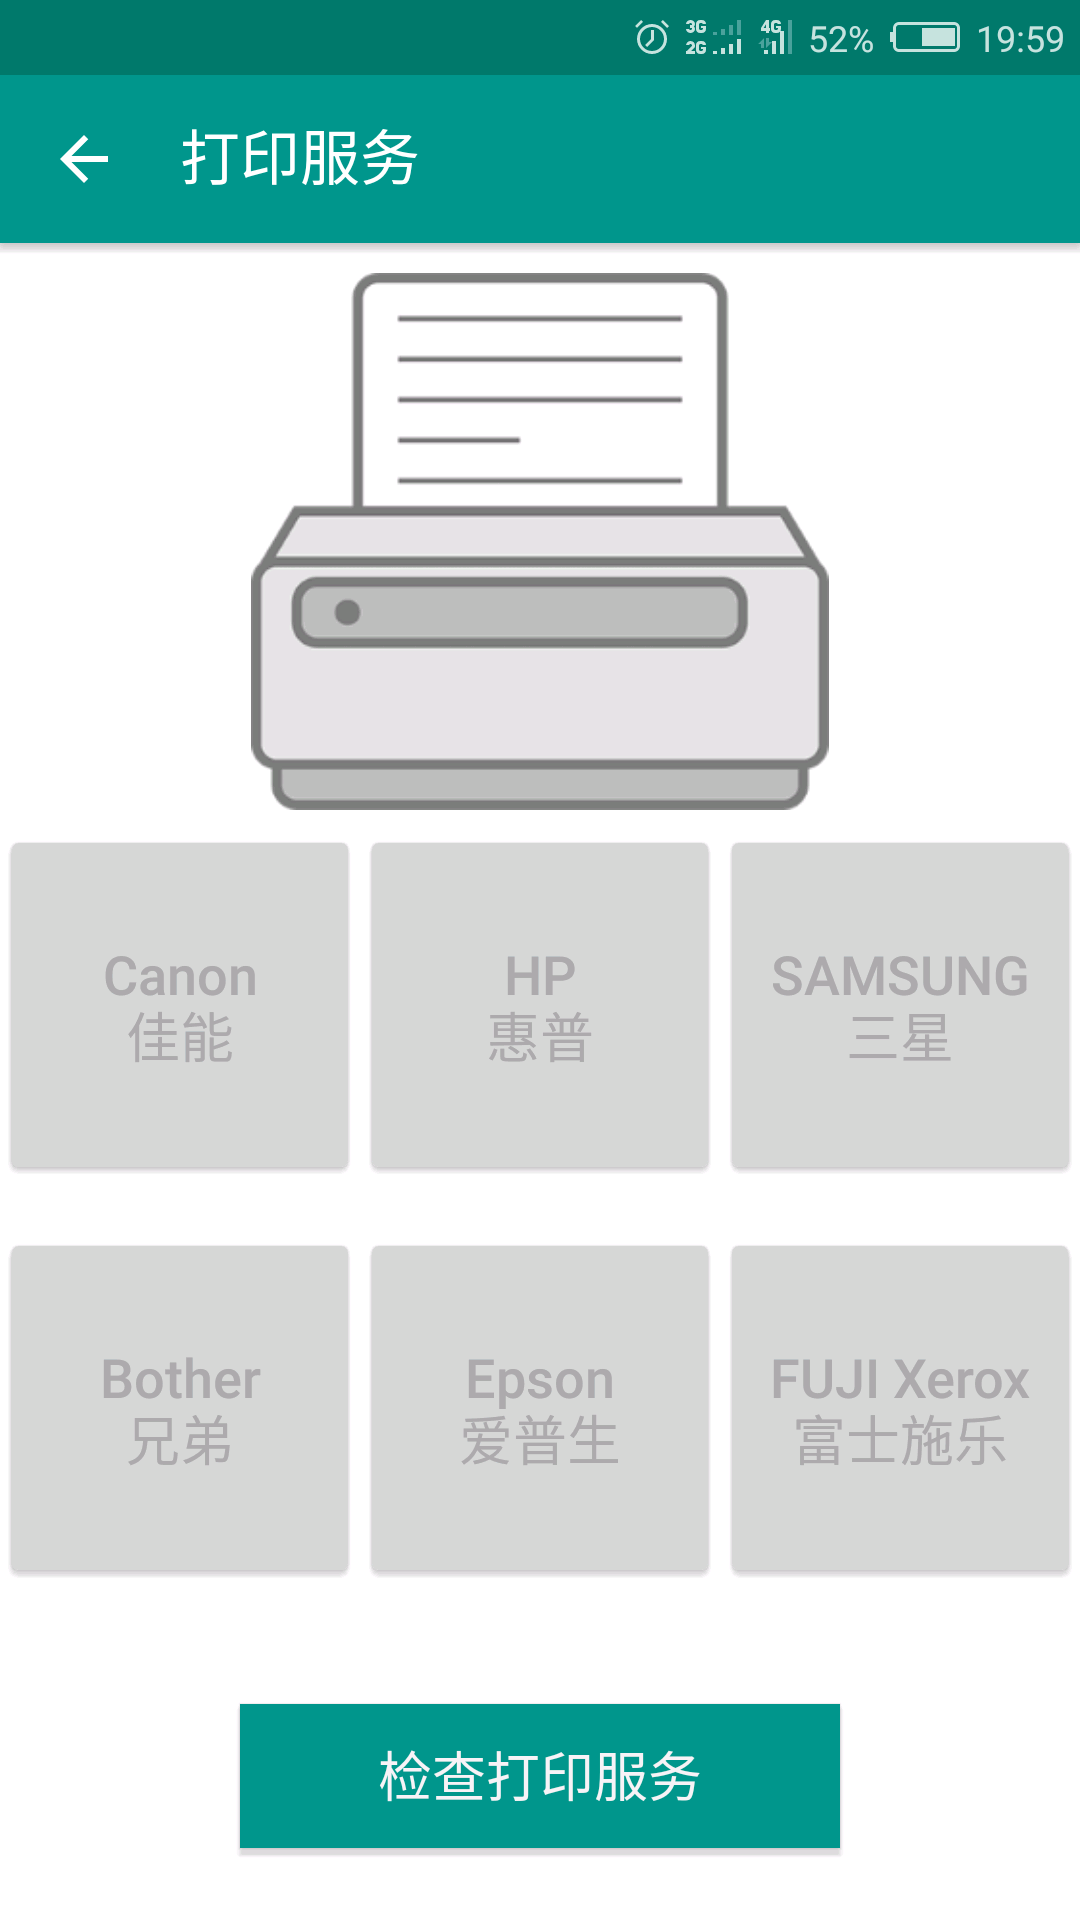 3G 2G 4G 52% 19:59
打印服务
Canon
佳能
HP
惠普
SAMSUNG
三星
Bother
兄弟
Epson
爱普生
FUJI Xerox
富士施乐
检查打印服务